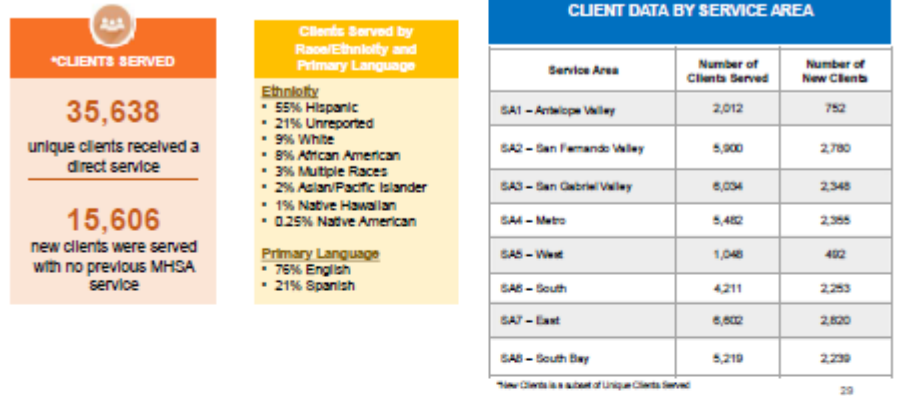 *CLIENTS SERVED
35,638
unique clients received a
direct service
15,606
new clients were served
with no previous MHSA
service
Clients Served by
Race/Ethnicity and
Primary Language
Ethnicity
▪ 55% Hispanic
▪ 21% Unreported
▪ 9% White
▪ 8% African American
▪ 3% Multiple Races
▪ 2% Asian/Pacific Islander
▪ 1% Native Hawaiian
▪ 0.25% Native American
Primary Language
▪ 76% English
▪ 21% Spanish
CLIENT DATA BY SERVICE AREA
Service Area Number of Clients Served Number of New Clients
SA1 – Antelope Valley 2,012 752
SA2 – San Fernando Valley 5,900 2,780
SA3 – San Gabriel Valley 6,034 2,348
SA4 – Metro 5,482 2,355
SA5 – West 1,048 492
SA6 – South 4,211 2,253
SA7 – East 6,602 2,820
SA8 – South Bay 5,219 2,239
*New Clients is a subset of Unique Clients Served
29